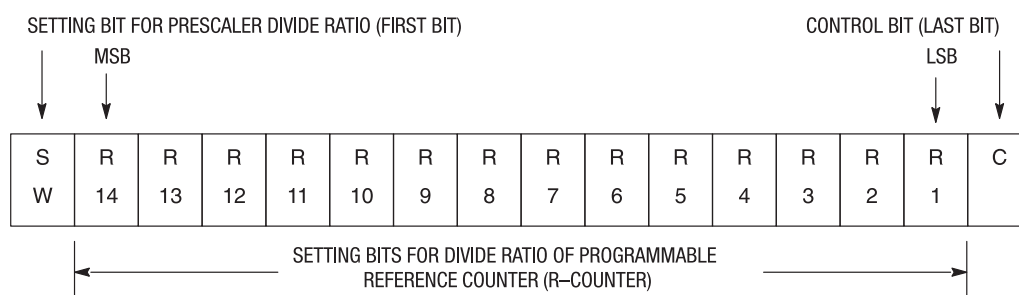 SETTING BIT FOR PRESCALER DIVIDE RATIO (FIRST BIT)
CONTROL BIT (LAST BIT)
MSB
LSB
S R R R R R R R R R R R R R R C
W 14 13 12 11 10 9 8 7 6 5 4 3 2 1
SETTING BITS FOR DIVIDE RATIO OF PROGRAMMABLE
REFERENCE COUNTER (R–COUNTER)